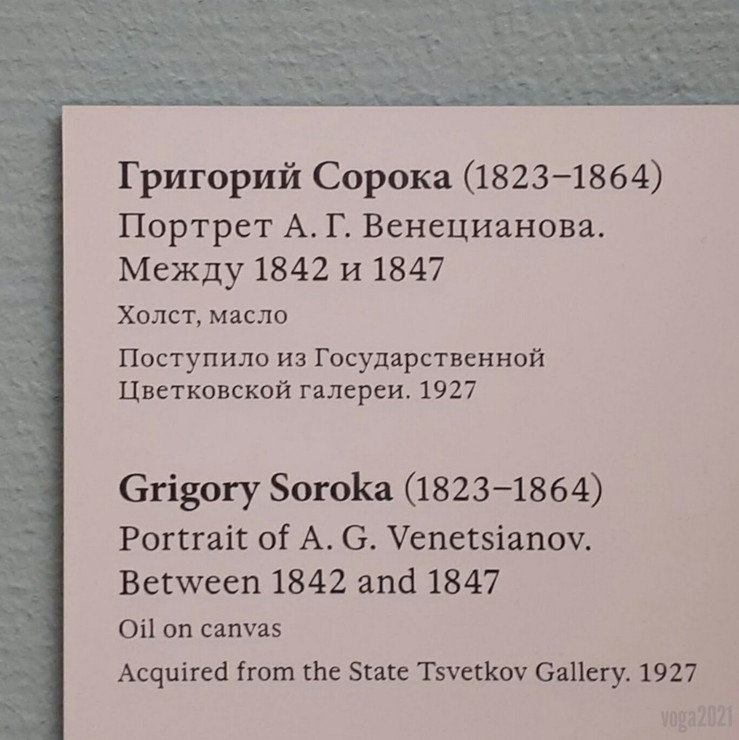 Григорий Сорока (1823–1864)
Портрет А. Г. Венецианова.
Между 1842 и 1847
Холст, масло
Поступило из Государственной
Цветковской галереи. 1927
Grigory Soroka (1823–1864)
Portrait of A. G. Venetsianov.
Between 1842 and 1847
Oil on canvas
Acquired from the State Tsvetkov Gallery. 1927
voga2021